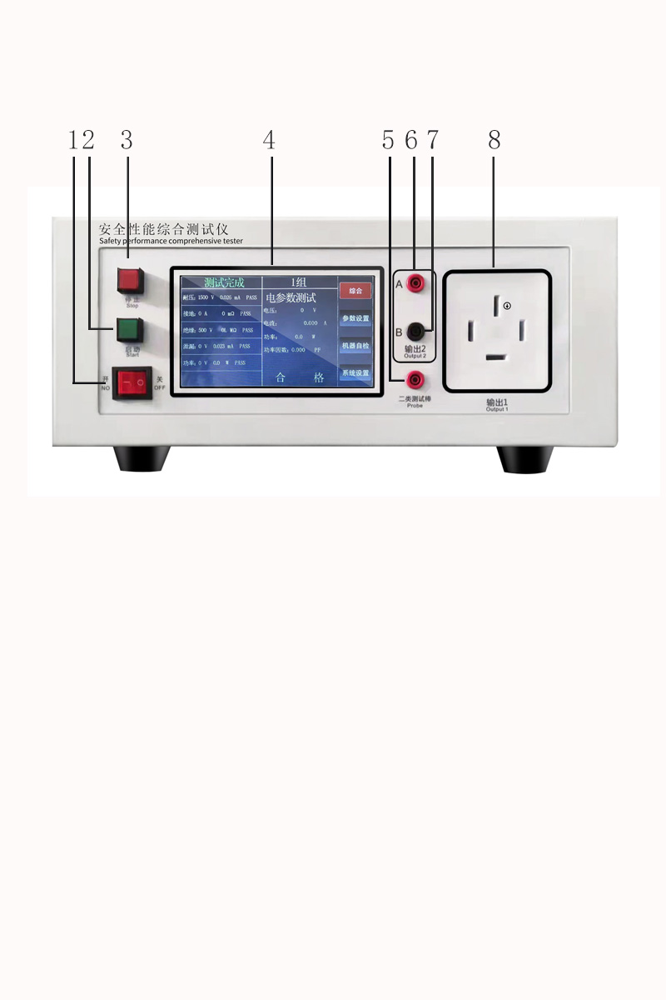 12 3 4 5 6 7 8
安全性能综合测试仪
Safety performance comprehensive tester
停止
Stop
启动
Start
开
NO
关
OFF
测试完成
耐压: 1500 V 0.026 mA PASS
接地: 0 A 0 mΩ PASS
绝缘: 500 V OL MΩ PASS
泄漏: 0 V 0.023 mA PASS
功率: 0 V 0.0 W PASS
1组
电参数测试
电压: 0 V
电流: 0.000 A
功率: 0.0 W
功率因数: 0.000 PF
合格
综合
参数设置
机器自检
系统设置
A
B
输出2
Output 2
二类测试棒
Probe
输出1
Output 1